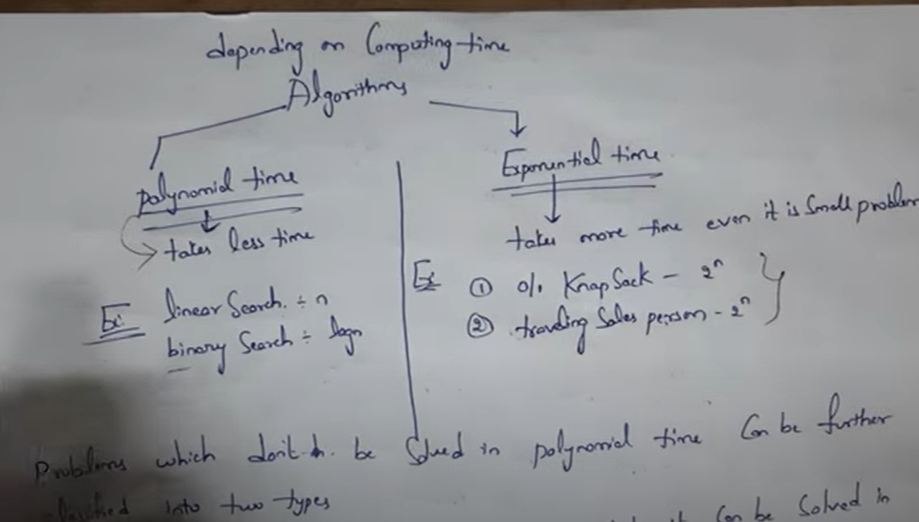 depending on Computing time
Algorithms
polynomial time
takes less time
Ex: linear Search ÷ n
binary Search ÷ logn
Exponential time
takes more time even it is Small problem
Ex ① 0/1 KnapSack - 2ⁿ
② travelling Sales person - 2ⁿ
Problems which don't be Solved in polynomial time Can be further
classified into two types
Can be Solved in